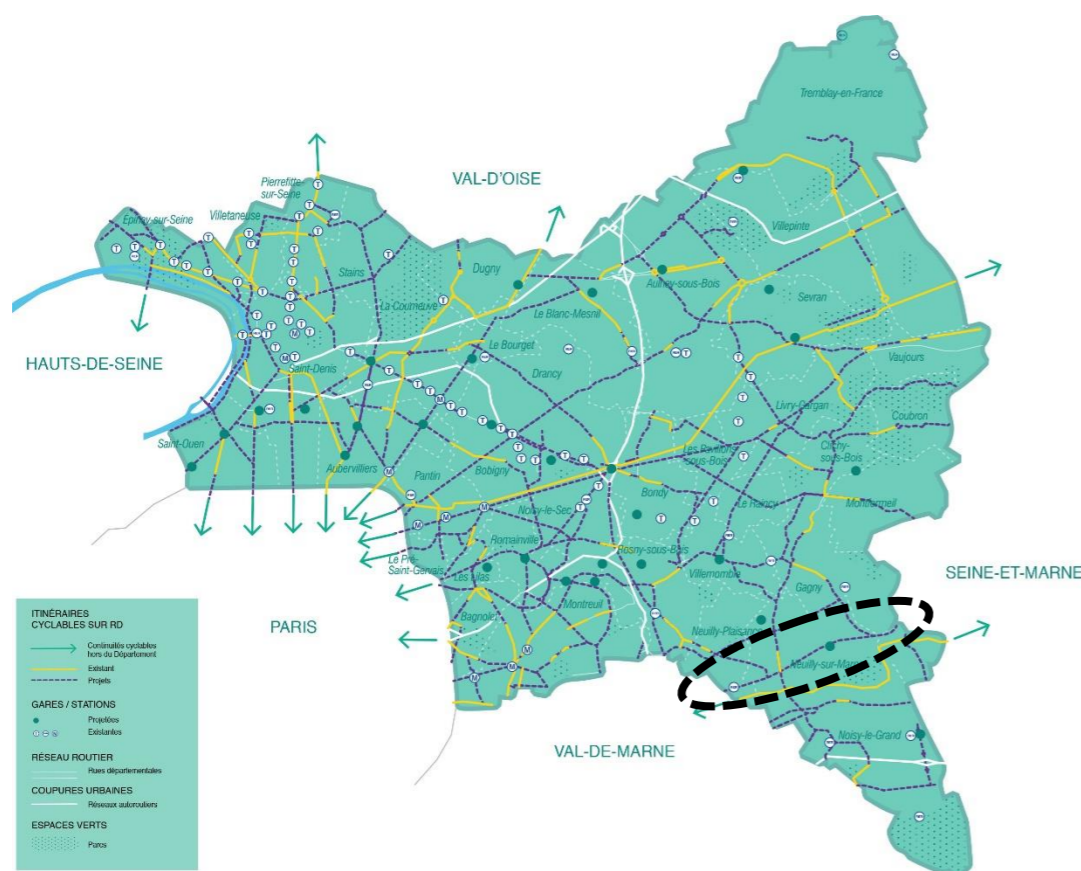 Tremblay-en-France
VAL-D'OISE
Pierrefitte-
sur-Seine
Épinay-sur-Seine
Villetaneuse
Villepinte
Stains
Dugny
Aulnay-sous-Bois
Sevran
La Courneuve
Le Blanc-Mesnil
HAUTS-DE-SEINE
Saint-Denis
Le Bourget
Drancy
Vaujours
Livry-Gargan
Coubron
Saint-Ouen
Aubervilliers
Pantin
Bobigny
Les Pavillons-
sous-Bois
Clichy-
sous-Bois
Bondy
Le Raincy
Montfermeil
Noisy-le-Sec
Romainville
Rosny-sous-Bois
Le Pré-
Saint-Gervais
Les Lilas
Villemomble
SEINE-ET-MARNE
Gagny
Montreuil
Bagnolet
PARIS
Neuilly-Plaisance
Neuilly-sur-Marne
Noisy-le-Grand
VAL-DE-MARNE
ITINÉRAIRES
CYCLABLES SUR RD
Continuités cyclables
hors du Département
Existant
Projets
GARES / STATIONS
Projetées
Existantes
RÉSEAU ROUTIER
Rues départementales
COUPURES URBAINES
Réseaux autoroutiers
ESPACES VERTS
Parcs